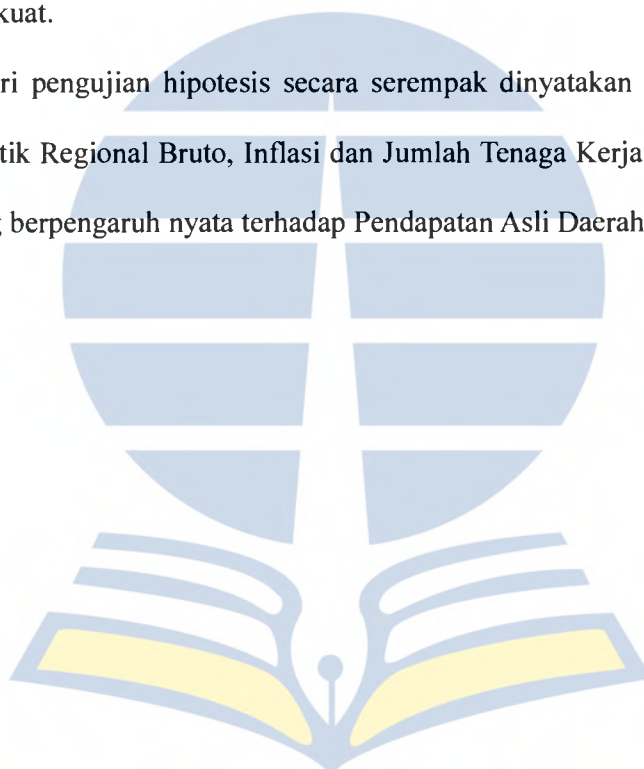 kuat.
ri pengujian hipotesis secara serempak dinyatakan
tik Regional Bruto, Inflasi dan Jumlah Tenaga Kerja
berpengaruh nyata terhadap Pendapatan Asli Daerah